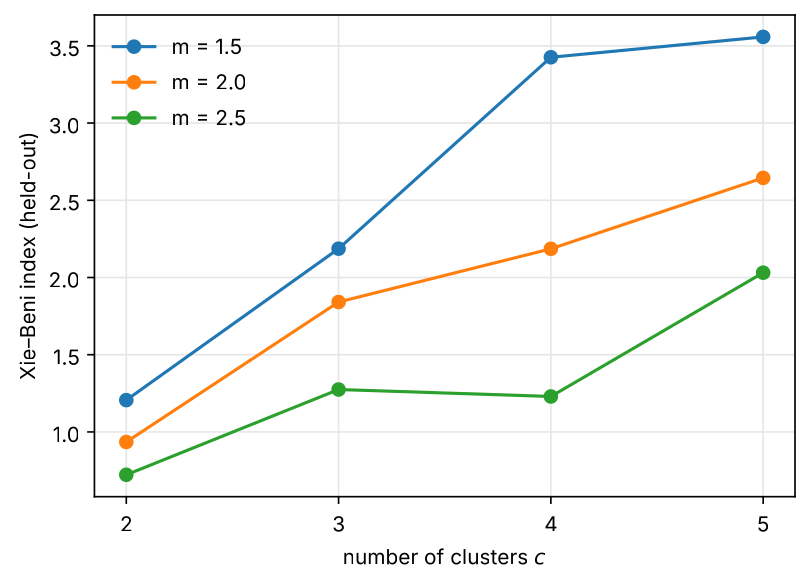 m = 1.5
m = 2.0
m = 2.5
3.5
3.0
2.5
2.0
1.5
1.0
Xie–Beni index (held-out)
2 3 4 5
number of clusters c